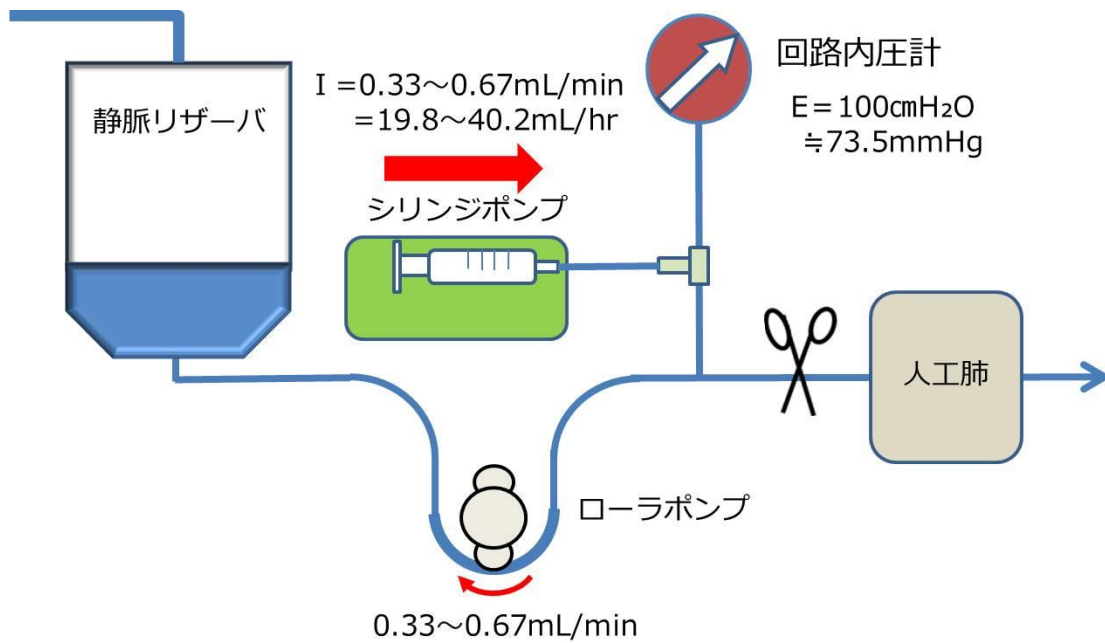 静脈リザーバ
I =0.33～0.67mL/min
=19.8～40.2mL/hr
シリンジポンプ
回路内圧計
E＝100㎝H₂O
≒73.5mmHg
人工肺
ローラポンプ
0.33～0.67mL/min